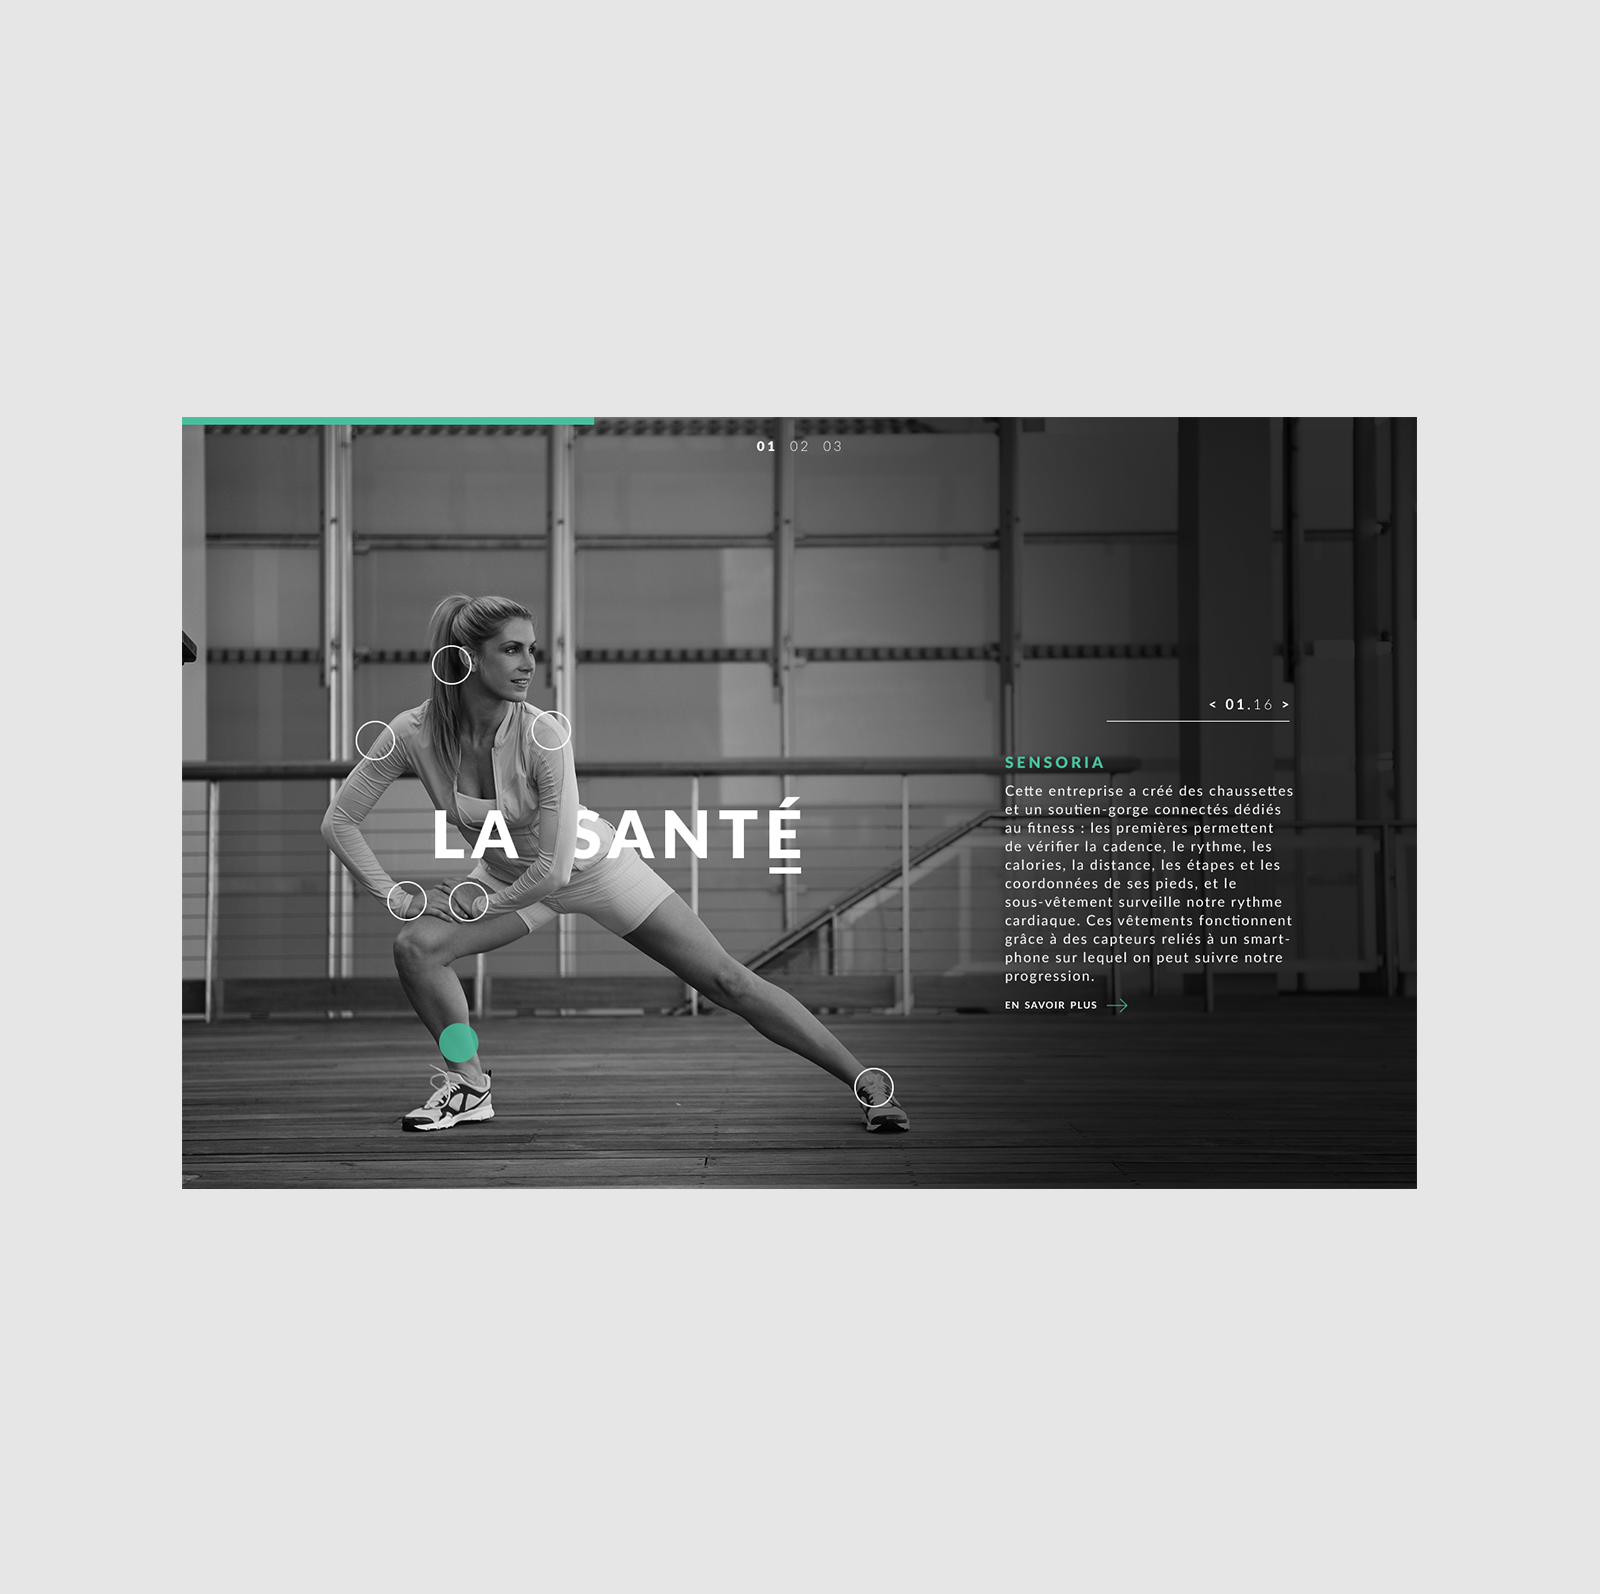 01 02 03
< 01.16 >
SENSORIA
Cette entreprise a créé des chaussettes
et un soutien-gorge connectés dédiés
au fitness : les premières permettent
de vérifier la cadence, le rythme, les
calories, la distance, les étapes et les
coordonnées de ses pieds, et le
sous-vêtement surveille notre rythme
cardiaque. Ces vêtements fonctionnent
grâce à des capteurs reliés à un smart-
phone sur lequel on peut suivre notre
progression.
EN SAVOIR PLUS
LA SANTÉ